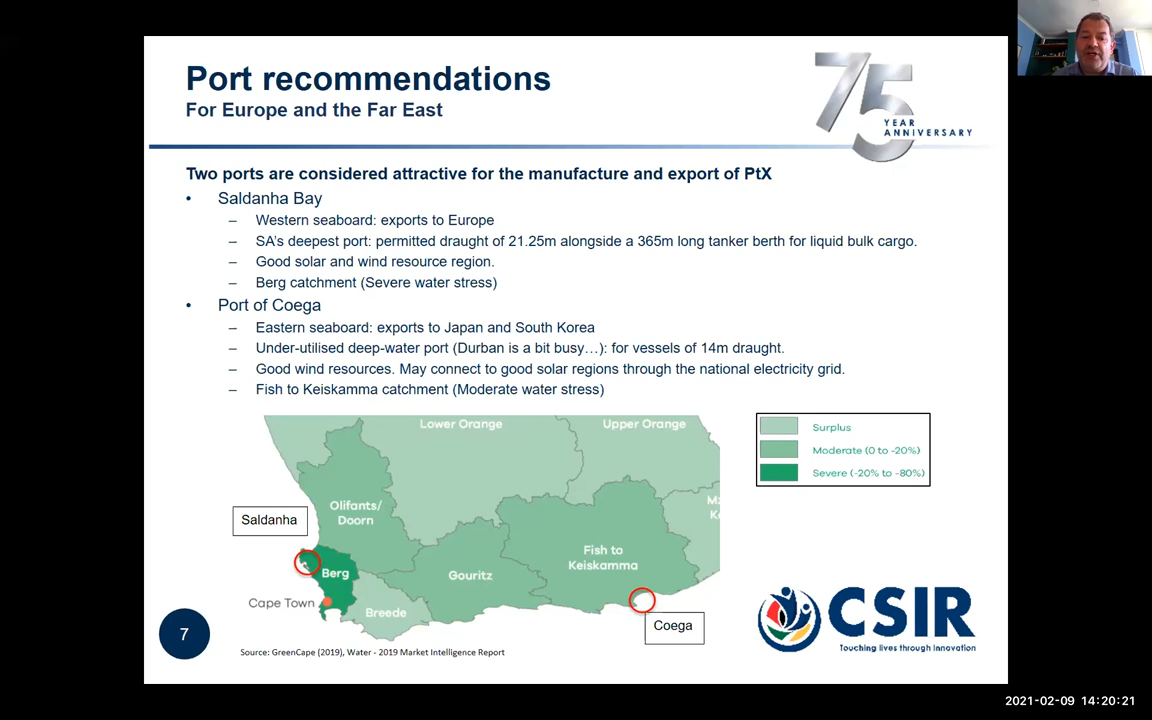 Port recommendations
For Europe and the Far East
75
YEAR
ANNIVERSARY
Two ports are considered attractive for the manufacture and export of PtX
• Saldanha Bay
– Western seaboard: exports to Europe
– SA's deepest port: permitted draught of 21.25m alongside a 365m long tanker berth for liquid bulk cargo.
– Good solar and wind resource region.
– Berg catchment (Severe water stress)
• Port of Coega
– Eastern seaboard: exports to Japan and South Korea
– Under-utilised deep-water port (Durban is a bit busy…): for vessels of 14m draught.
– Good wind resources. May connect to good solar regions through the national electricity grid.
– Fish to Keiskamma catchment (Moderate water stress)
Lower Orange
Upper Orange
Surplus
Moderate (0 to -20%)
Severe (-20% to -80%)
Olifants/
Doorn
Saldanha
Fish to
Keiskamma
Berg
Gouritz
Cape Town
Breede
Coega
7
CSIR
Touching lives through Innovation
Source: GreenCape (2019), Water - 2019 Market Intelligence Report
2021-02-09 14:20:21